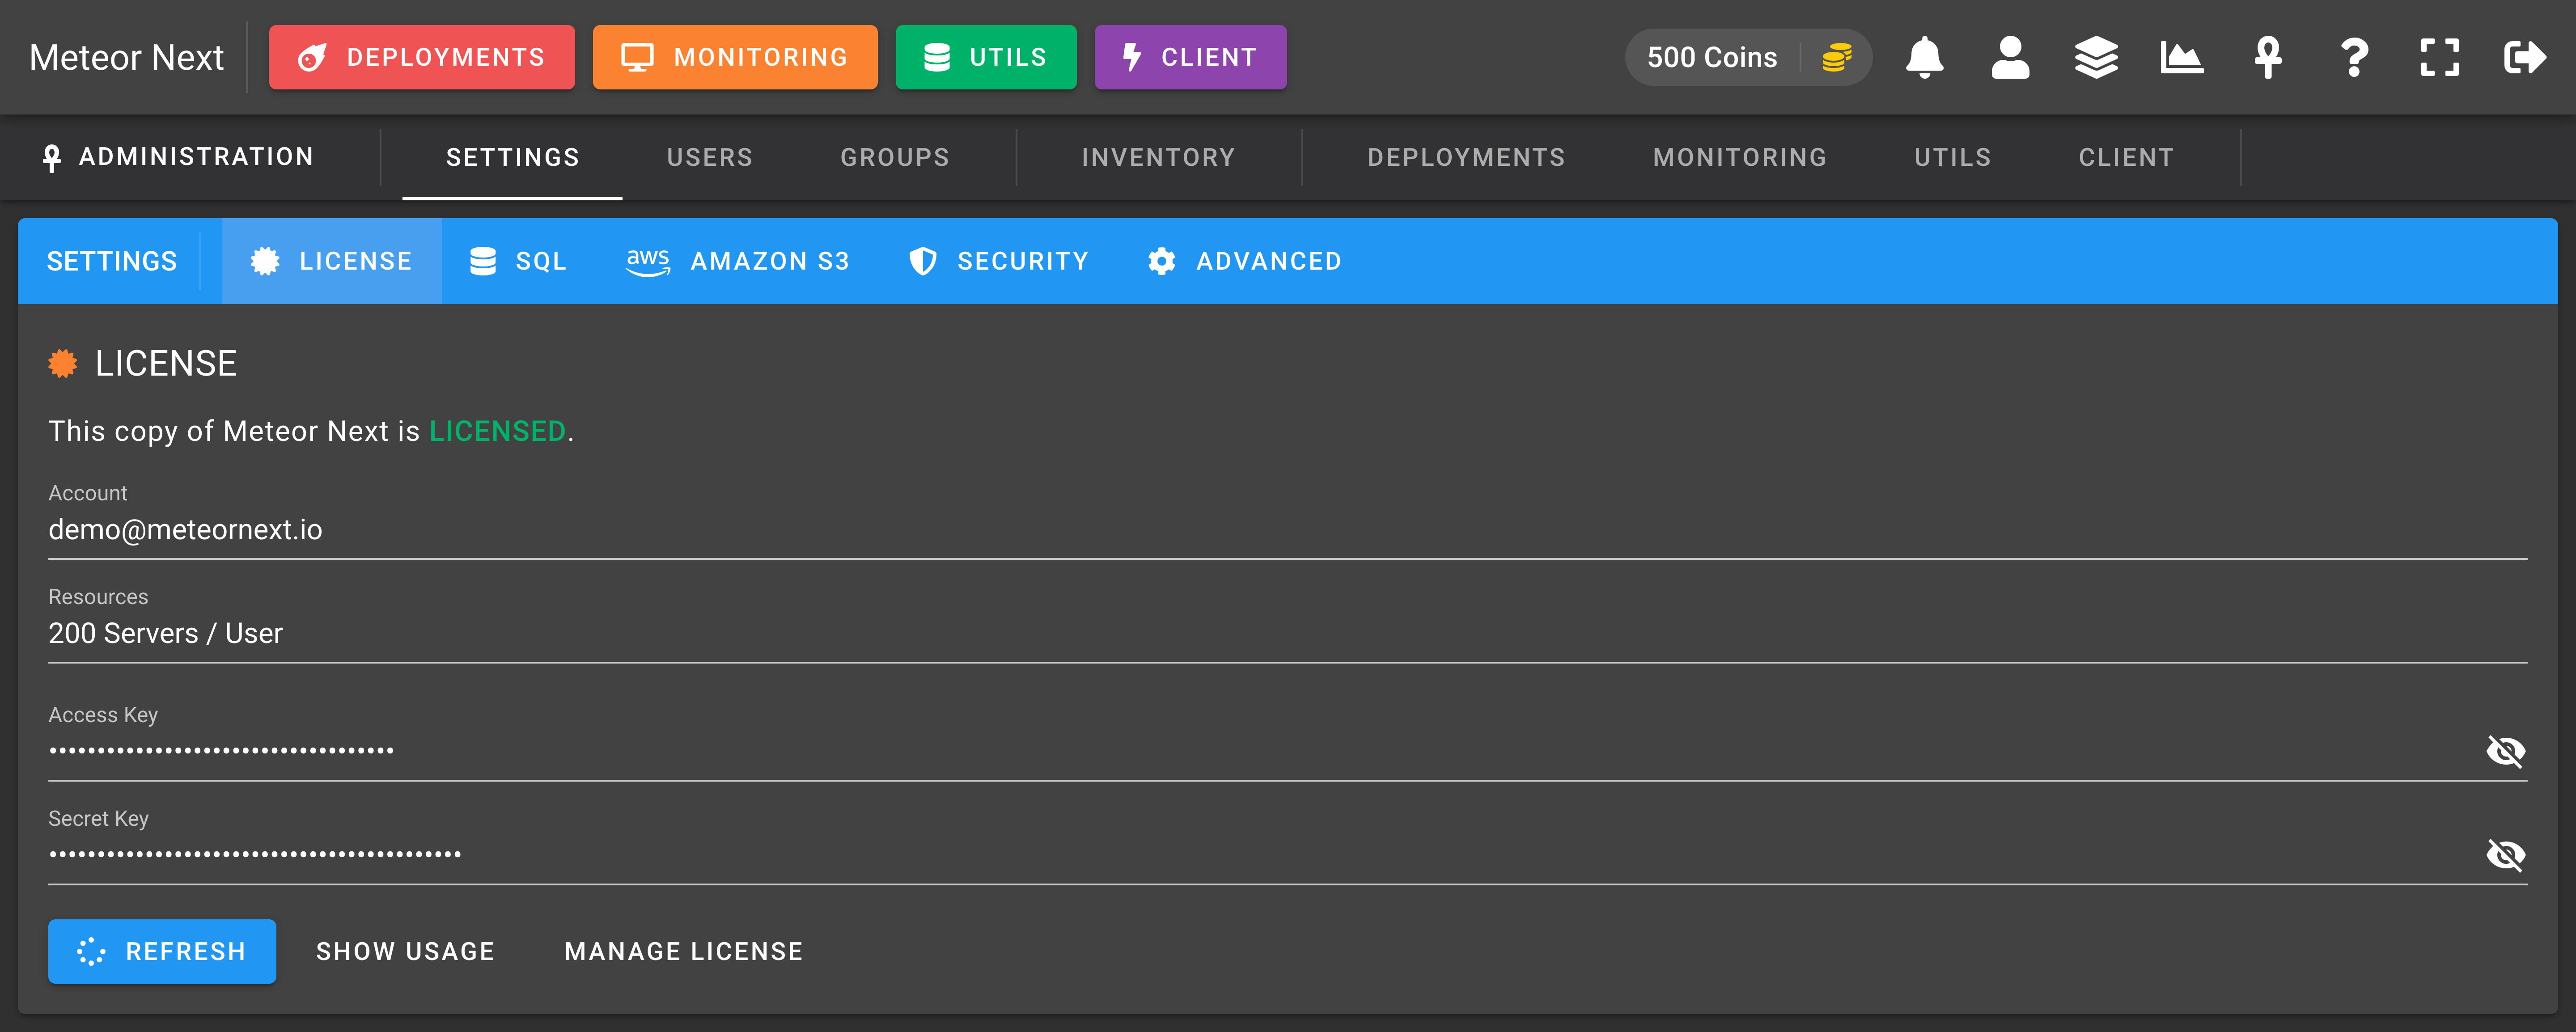 Meteor Next DEPLOYMENTS MONITORING UTILS CLIENT 500 Coins
ADMINISTRATION SETTINGS USERS GROUPS INVENTORY DEPLOYMENTS MONITORING UTILS CLIENT
SETTINGS LICENSE SQL aws AMAZON S3 SECURITY ADVANCED
LICENSE
This copy of Meteor Next is LICENSED.
Account
demo@meteornext.io
Resources
200 Servers / User
Access Key
Secret Key
REFRESH SHOW USAGE MANAGE LICENSE